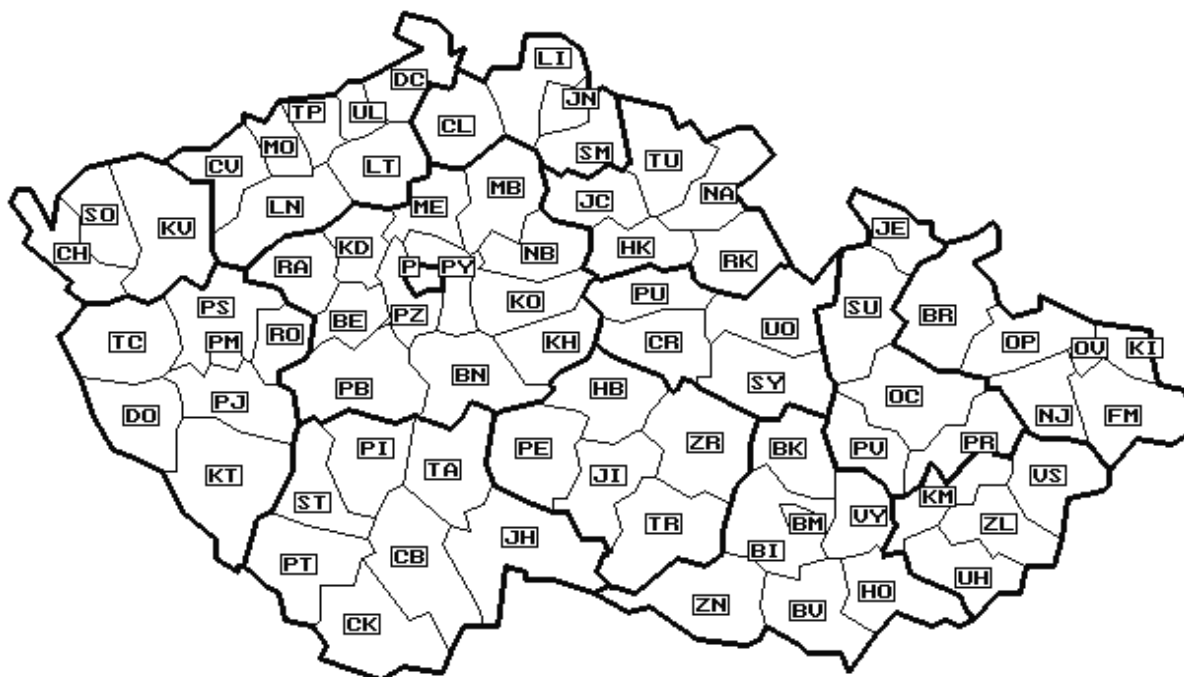 LI
DC
JN
TP
UL
CL
MO
SM
CV
LT
TU
MB
NA
SO
LN
ME
JC
KV
KD
HK
JE
CH
RA
P
PY
NB
RK
PS
BE
PZ
KO
PU
UO
SU
BR
TC
PM
RO
KH
CR
OP
OV
KI
DO
PJ
PB
BN
HB
SY
OC
NJ
FM
KT
PI
TA
PE
ZR
BK
PV
PR
ST
JI
VS
KM
PT
CB
JH
TR
BM
VY
ZL
BI
CK
ZN
BV
HO
UH